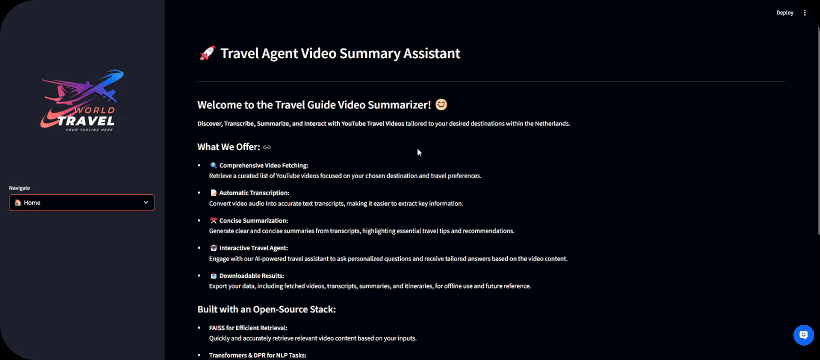 Deploy
🚀 Travel Agent Video Summary Assistant
WORLD
TRAVEL
YOUR TAGLINE HERE
Navigate
🏠 Home
Welcome to the Travel Guide Video Summarizer! 😊
Discover, Transcribe, Summarize, and Interact with YouTube Travel Videos tailored to your desired destinations within the Netherlands.
What We Offer:
• 🔍 Comprehensive Video Fetching:
Retrieve a curated list of YouTube videos focused on your chosen destination and travel preferences.
• 📝 Automatic Transcription:
Convert video audio into accurate text transcripts, making it easier to extract key information.
• Concise Summarization:
Generate clear and concise summaries from transcripts, highlighting essential travel tips and recommendations.
• Interactive Travel Agent:
Engage with our AI-powered travel assistant to ask personalized questions and receive tailored answers based on the video content.
• Downloadable Results:
Export your data, including fetched videos, transcripts, summaries, and itineraries, for offline use and future reference.
Built with an Open-Source Stack:
• FAISS for Efficient Retrieval:
Quickly and accurately retrieve relevant video content based on your inputs.
• Transformers & DPR for NLP Tasks: